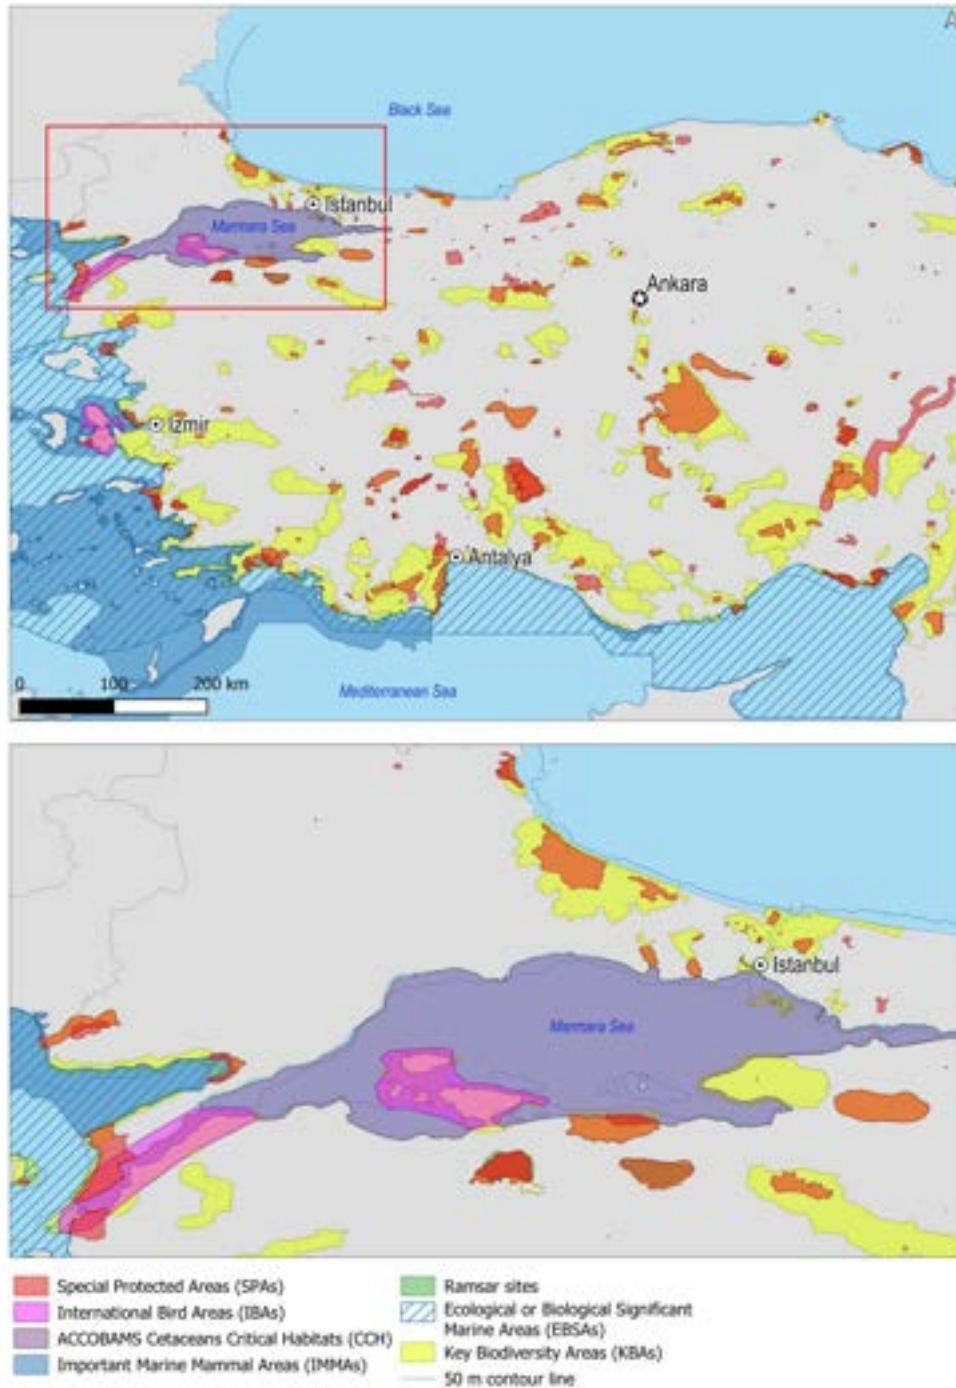 A
Black Sea
Istanbul
Marmara Sea
Ankara
Izmir
Antalya
0 100 200 km
Mediterranean Sea
Istanbul
Marmara Sea
Special Protected Areas (SPAs)
International Bird Areas (IBAs)
ACCOBAMS Cetaceans Critical Habitats (CCH)
Important Marine Mammal Areas (IMMAs)
Ramsar sites
Ecological or Biological Significant
Marine Areas (EBSAs)
Key Biodiversity Areas (KBAs)
50 m contour line